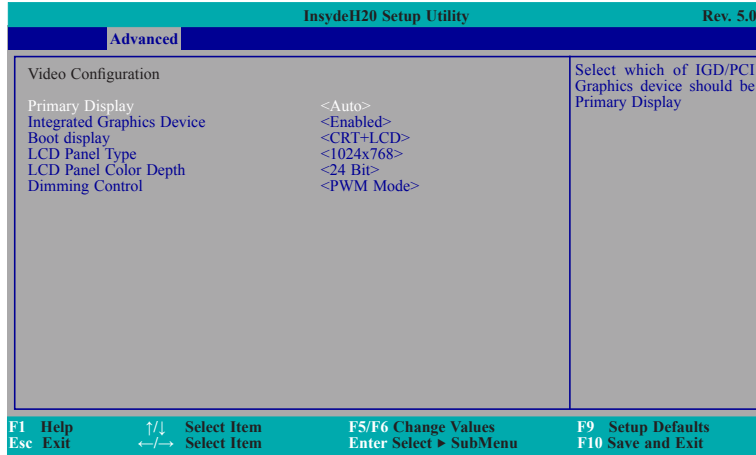 InsydeH20 Setup Utility Rev. 5.0
Advanced
Video Configuration
Primary Display <Auto>
Integrated Graphics Device <Enabled>
Boot display <CRT+LCD>
LCD Panel Type <1024x768>
LCD Panel Color Depth <24 Bit>
Dimming Control <PWM Mode>
Select which of IGD/PCI
Graphics device should be
Primary Display
F1 Help ↑/↓ Select Item F5/F6 Change Values F9 Setup Defaults
Esc Exit ←/→ Select Item Enter Select ▶ SubMenu F10 Save and Exit